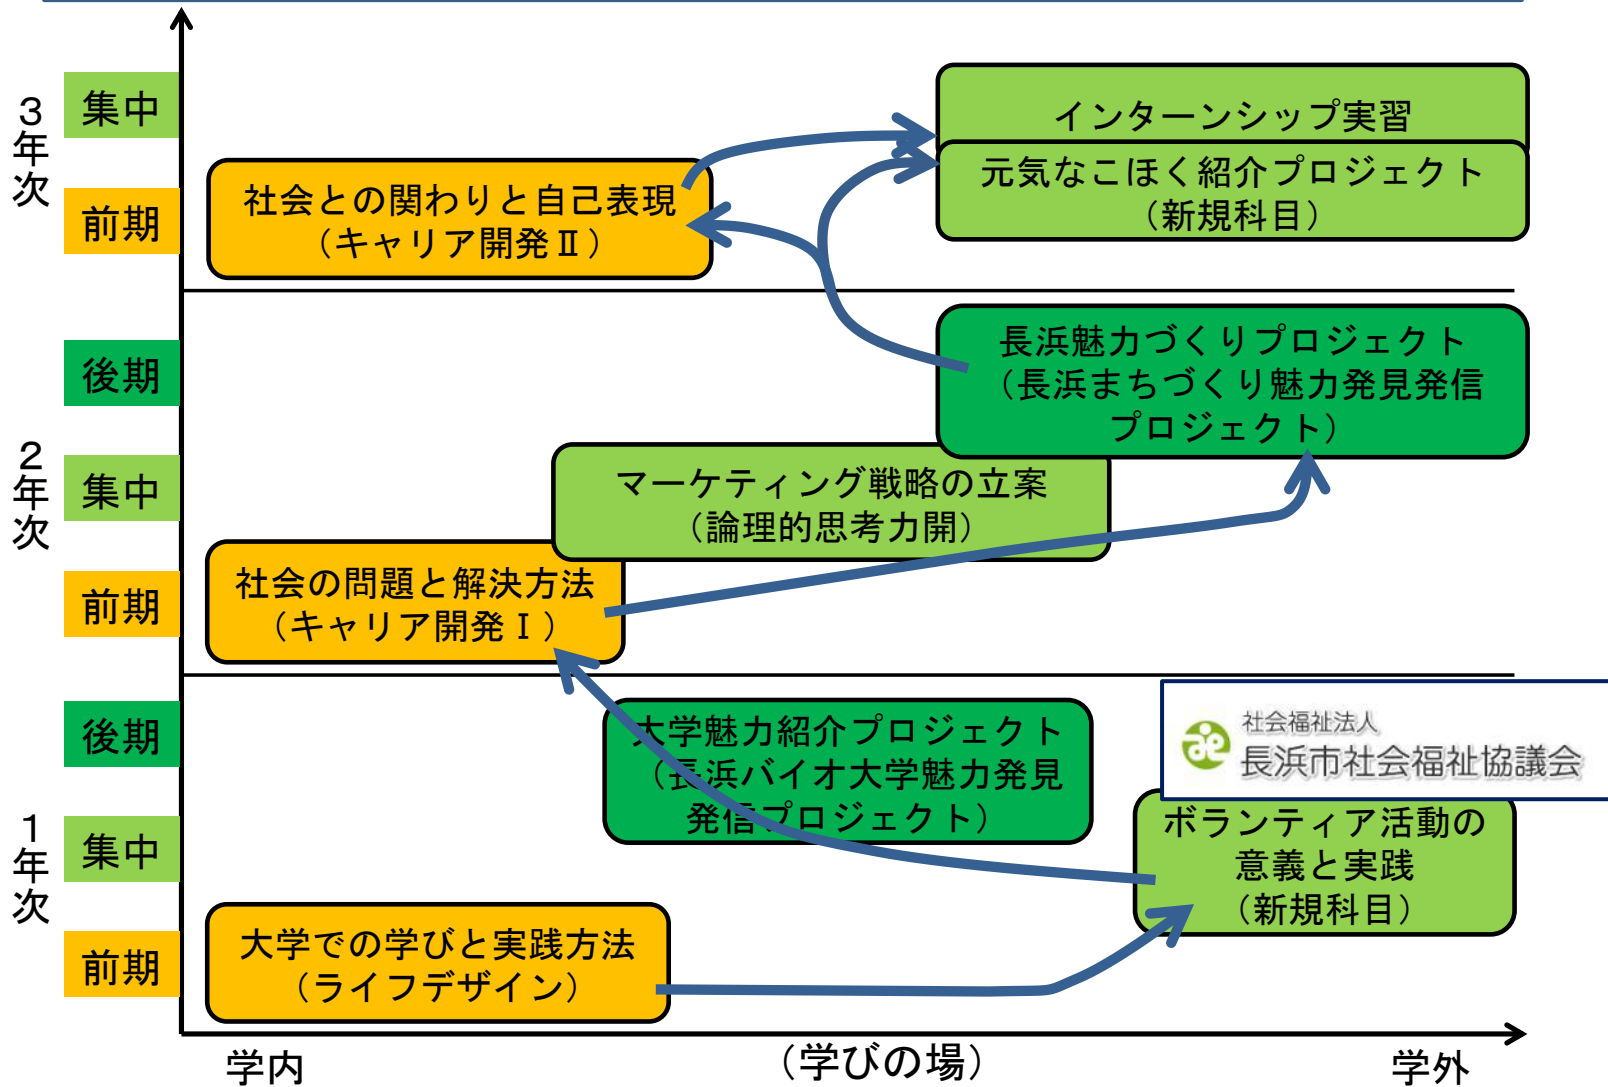 3年次
集中
前期
インターンシップ実習
元気なこほく紹介プロジェクト
（新規科目）
社会との関わりと自己表現
（キャリア開発Ⅱ）
2年次
後期
集中
前期
長浜魅力づくりプロジェクト
（長浜まちづくり魅力発見発信
プロジェクト）
マーケティング戦略の立案
（論理的思考力開）
社会の問題と解決方法
（キャリア開発Ⅰ）
1年次
後期
集中
前期
大学魅力紹介プロジェクト
（長浜バイオ大学魅力発見
発信プロジェクト）
社会福祉法人
長浜市社会福祉協議会
ボランティア活動の
意義と実践
（新規科目）
大学での学びと実践方法
（ライフデザイン）
学内
（学びの場）
学外